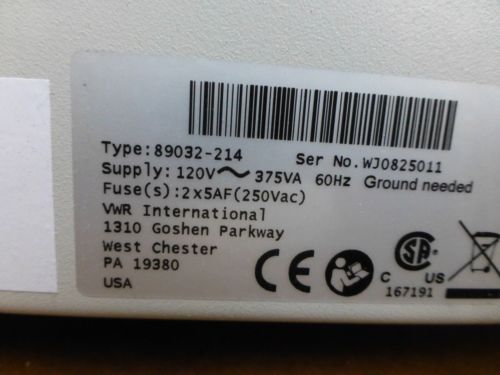 Type: 89032-214 Ser No. WJ0825011
Supply: 120V~ 375VA 60Hz Ground needed
Fuse(s): 2x5AF(250Vac)
VWR International
1310 Goshen Parkway
West Chester
PA 19380
USA
CE
SA
C US
167191